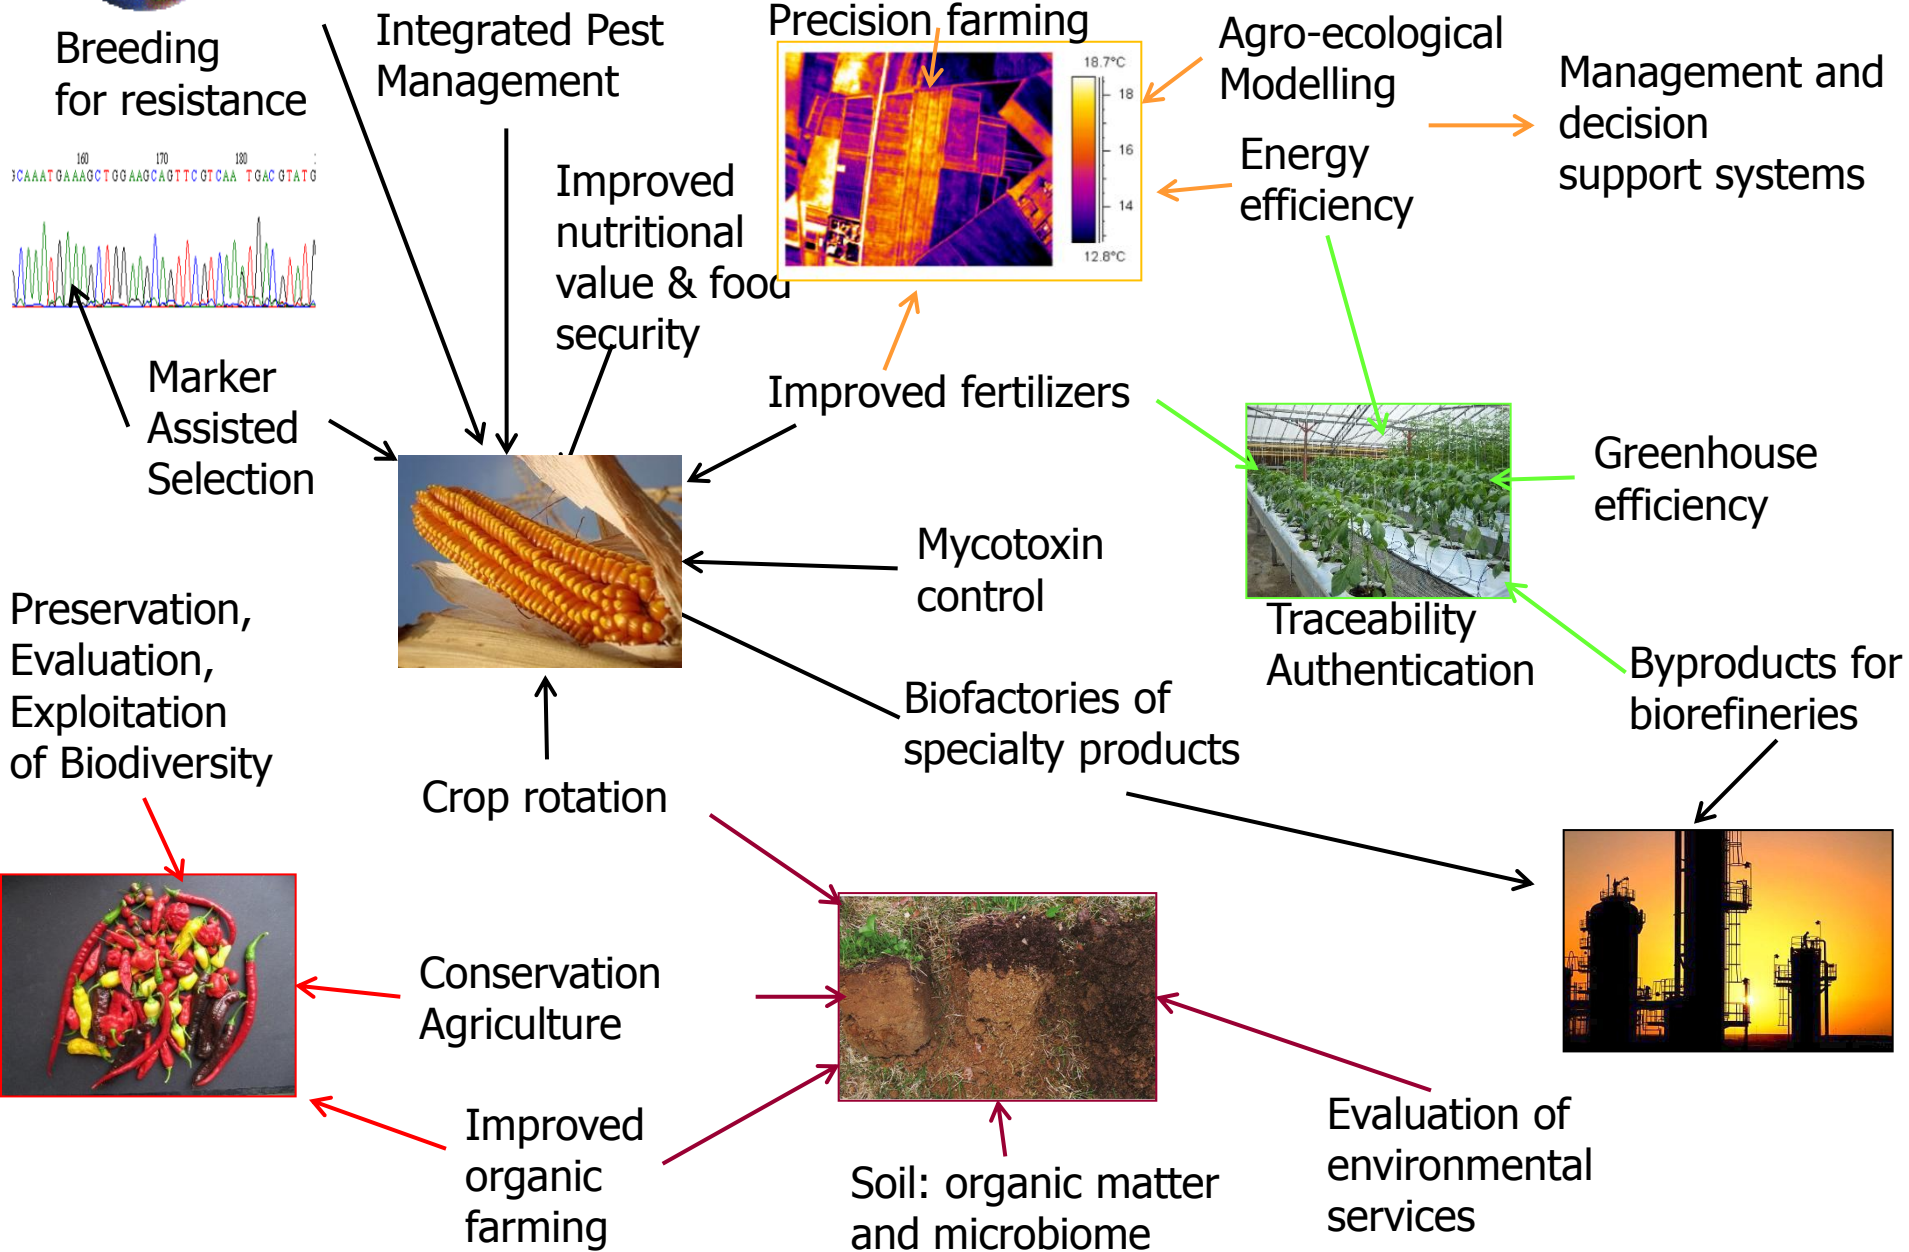 Breeding
for resistance
Integrated Pest
Management
Precision farming
Agro-ecological
Modelling
Management and
decision
support systems
18.7°C
18
16
14
12.8°C
160 170 180
Energy
efficiency
Improved
nutritional
value & food
security
Marker
Assisted
Selection
Improved fertilizers
Greenhouse
efficiency
Mycotoxin
control
Traceability
Authentication
Preservation,
Evaluation,
Exploitation
of Biodiversity
Byproducts for
biorefineries
Biofactories of
specialty products
Crop rotation
Conservation
Agriculture
Improved
organic
farming
Soil: organic matter
and microbiome
Evaluation of
environmental
services